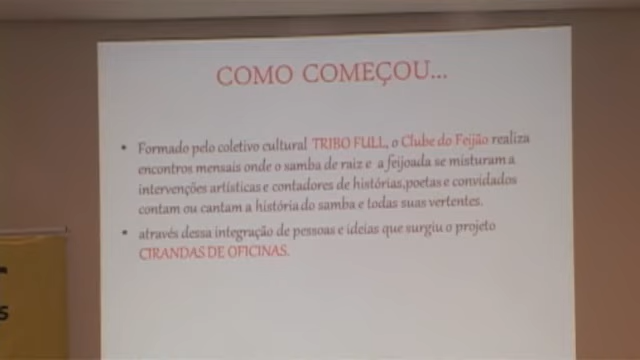 COMO COMEÇOU...
• Formado pelo coletivo cultural TRIBO FULL, o Clube do Feijão realiza
encontros mensais onde o samba de raiz e a feijoada se misturam a
intervenções artísticas e contadores de histórias,poetas e convidados
contam ou cantam a história do samba e todas suas vertentes.
• através dessa integração de pessoas e ideias que surgiu o projeto
CIRANDAS DE OFICINAS.